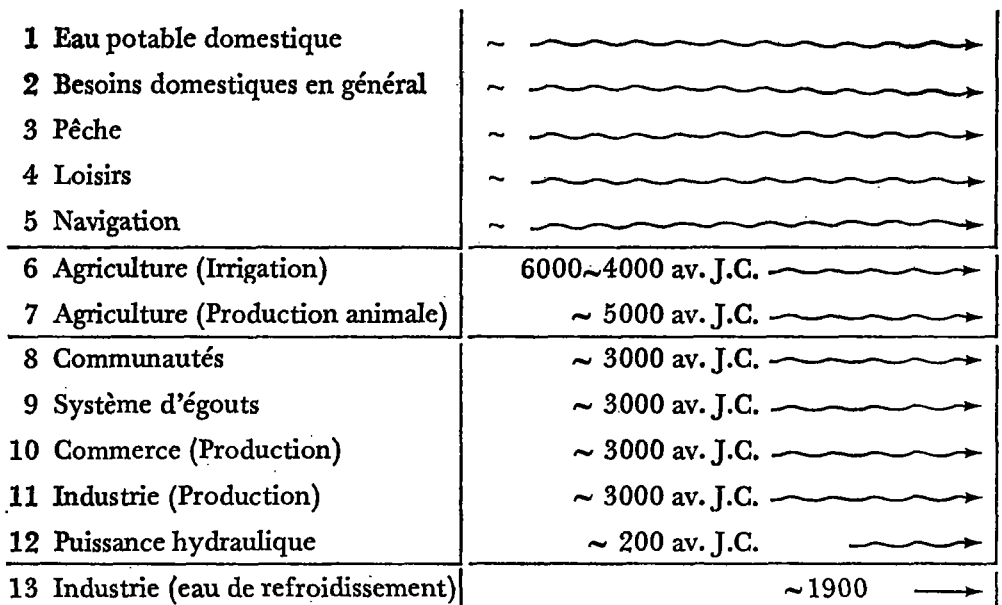 1 Eau potable domestique ~
2 Besoins domestiques en général ~
3 Pêche ~
4 Loisirs ~
5 Navigation ~
6 Agriculture (Irrigation) 6000~4000 av. J.C.
7 Agriculture (Production animale) ~ 5000 av. J.C.
8 Communautés ~ 3000 av. J.C.
9 Système d'égouts ~ 3000 av. J.C.
10 Commerce (Production) ~ 3000 av. J.C.
11 Industrie (Production) ~ 3000 av. J.C.
12 Puissance hydraulique ~ 200 av. J.C.
13 Industrie (eau de refroidissement) ~1900